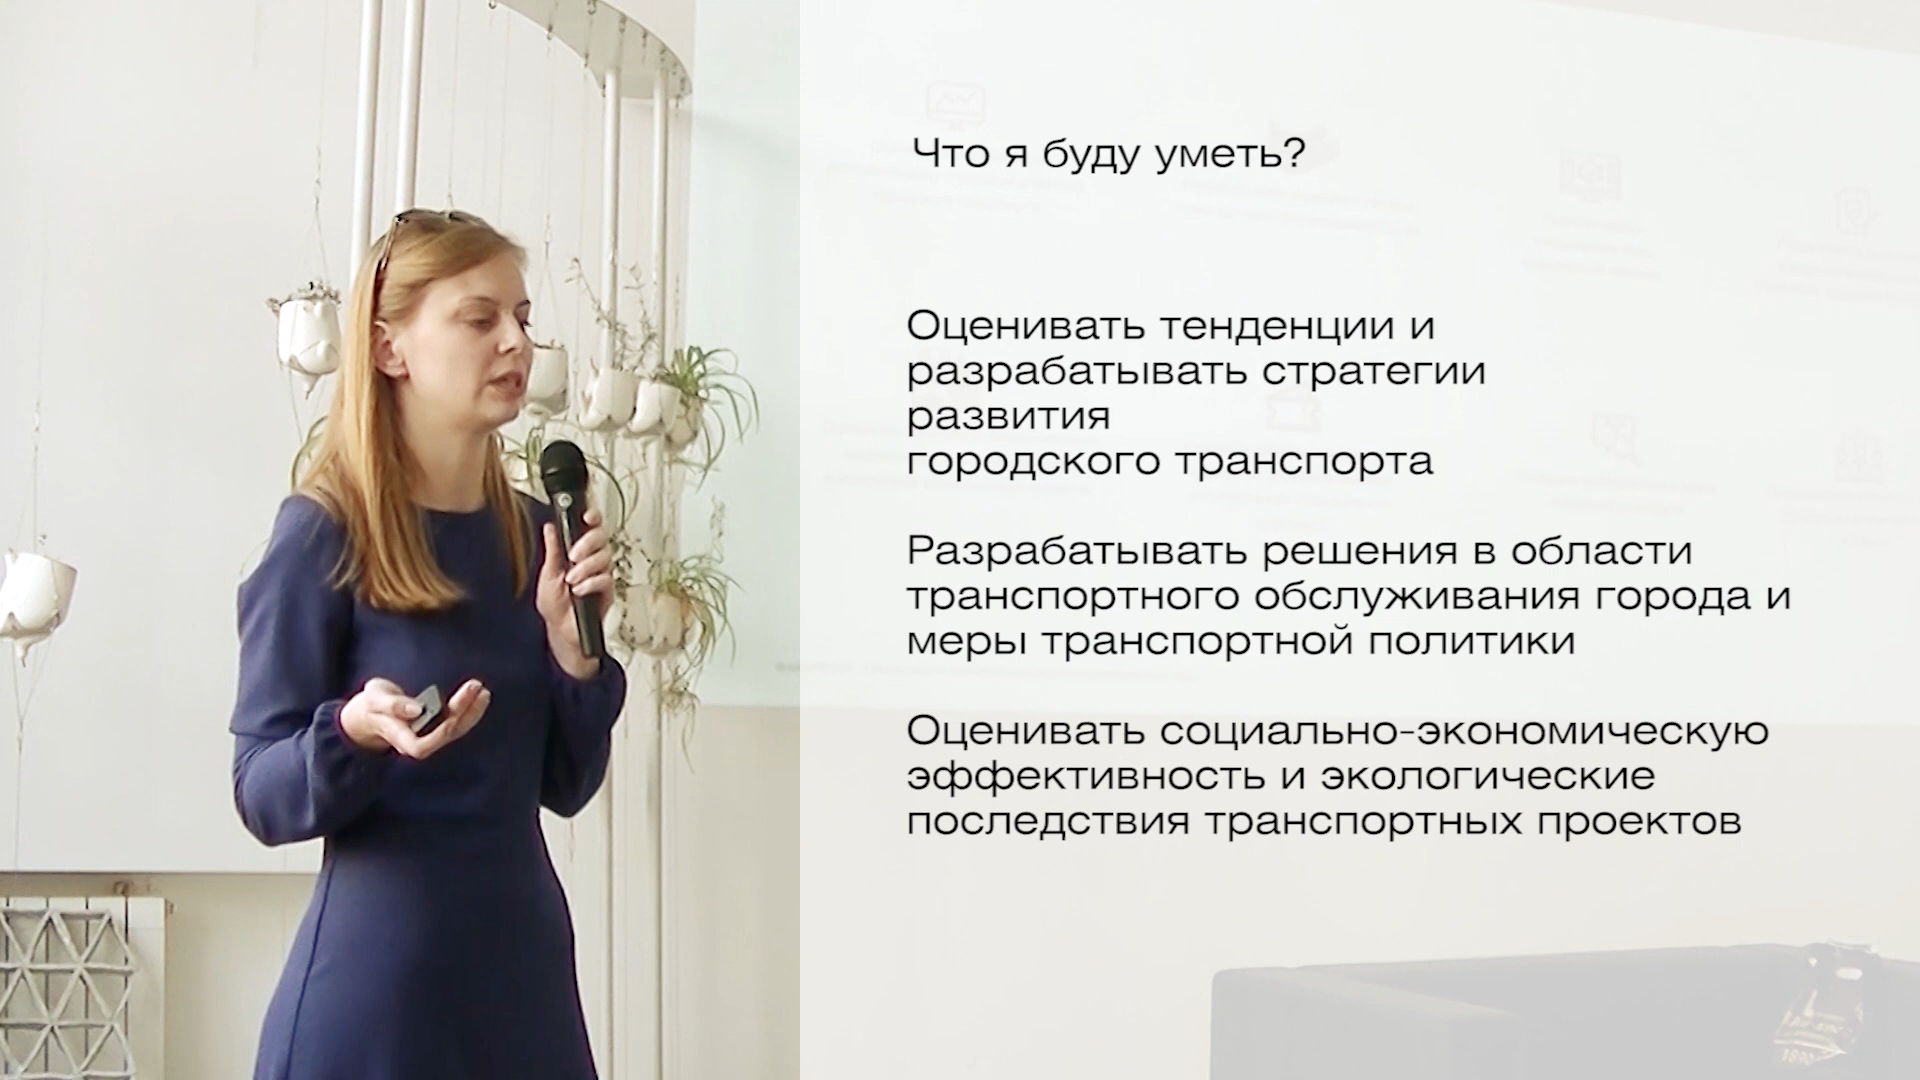 Что я буду уметь?
Оценивать тенденции и
разрабатывать стратегии
развития
городского транспорта
Разрабатывать решения в области
транспортного обслуживания города и
меры транспортной политики
Оценивать социально-экономическую
эффективность и экологические
последствия транспортных проектов